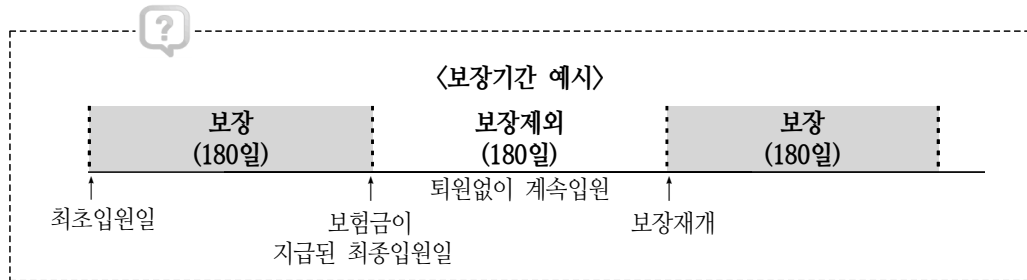 ?
〈보장기간 예시〉
보장 보장제외 보장
(180일) (180일) (180일)
퇴원없이 계속입원
↑ ↑ ↑
최초입원일 보험금이 보장재개
지급된 최종입원일